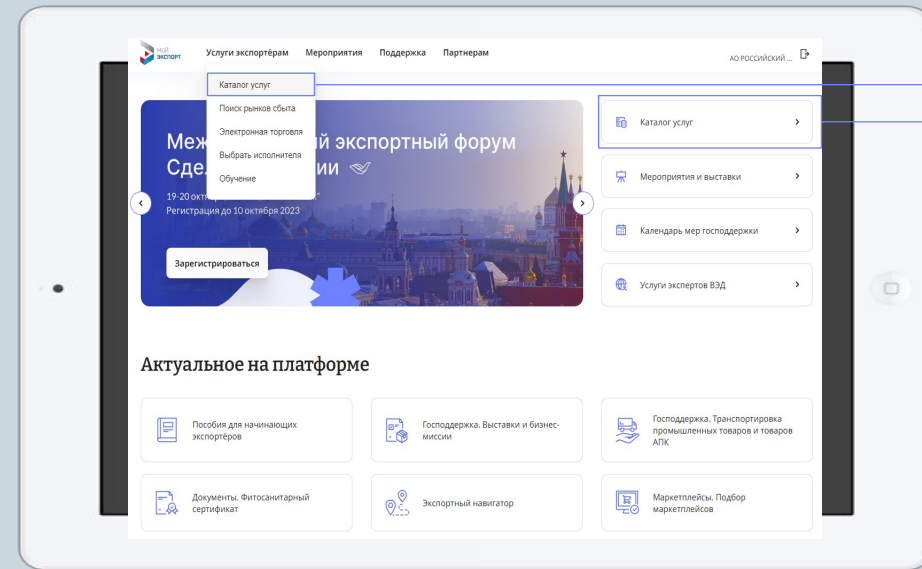 МОЙ
ЭКСПОРТ
Услуги экспортёрам
Мероприятия
Поддержка
Партнерам
АО РОССИЙСКИЙ ...
Каталог услуг
Поиск рынков сбыта
Электронная торговля
Выбрать исполнителя
Обучение
Меж й экспортный форум
Сде ии
19-20 окт
Регистрация до 10 октября 2023
Зарегистрироваться
Каталог услуг
Мероприятия и выставки
Календарь мер господдержки
Услуги экспертов ВЭД
Актуальное на платформе
Пособия для начинающих
экспортёров
Господдержка. Выставки и бизнес-
миссии
Господдержка. Транспортировка
промышленных товаров и товаров
АПК
Документы. Фитосанитарный
сертификат
Экспортный навигатор
Маркетплейсы. Подбор
маркетплейсов